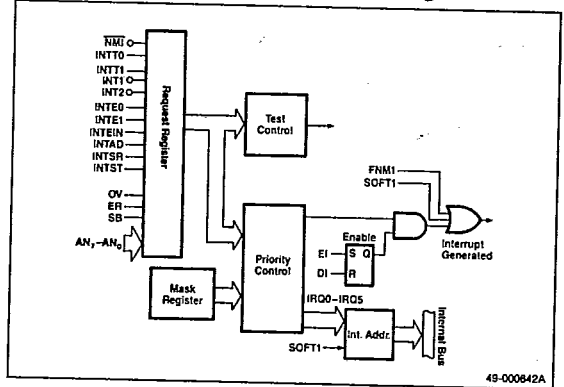 NMI
INTT0
INTT1
INT1
INT2
INTE0
INTE1
INTEIN
INTAD
INTSR
INTST
OV
ER
SB
AN7-AN0
Request Register
Test
Control
Priority
Control
Mask
Register
FNM1
SOFT1
Enable
EI
DI
S Q
R
Interrupt
Generated
IRQ0-IRQ5
SOFT1
Int. Addr.
Internal Bus
49-000642A